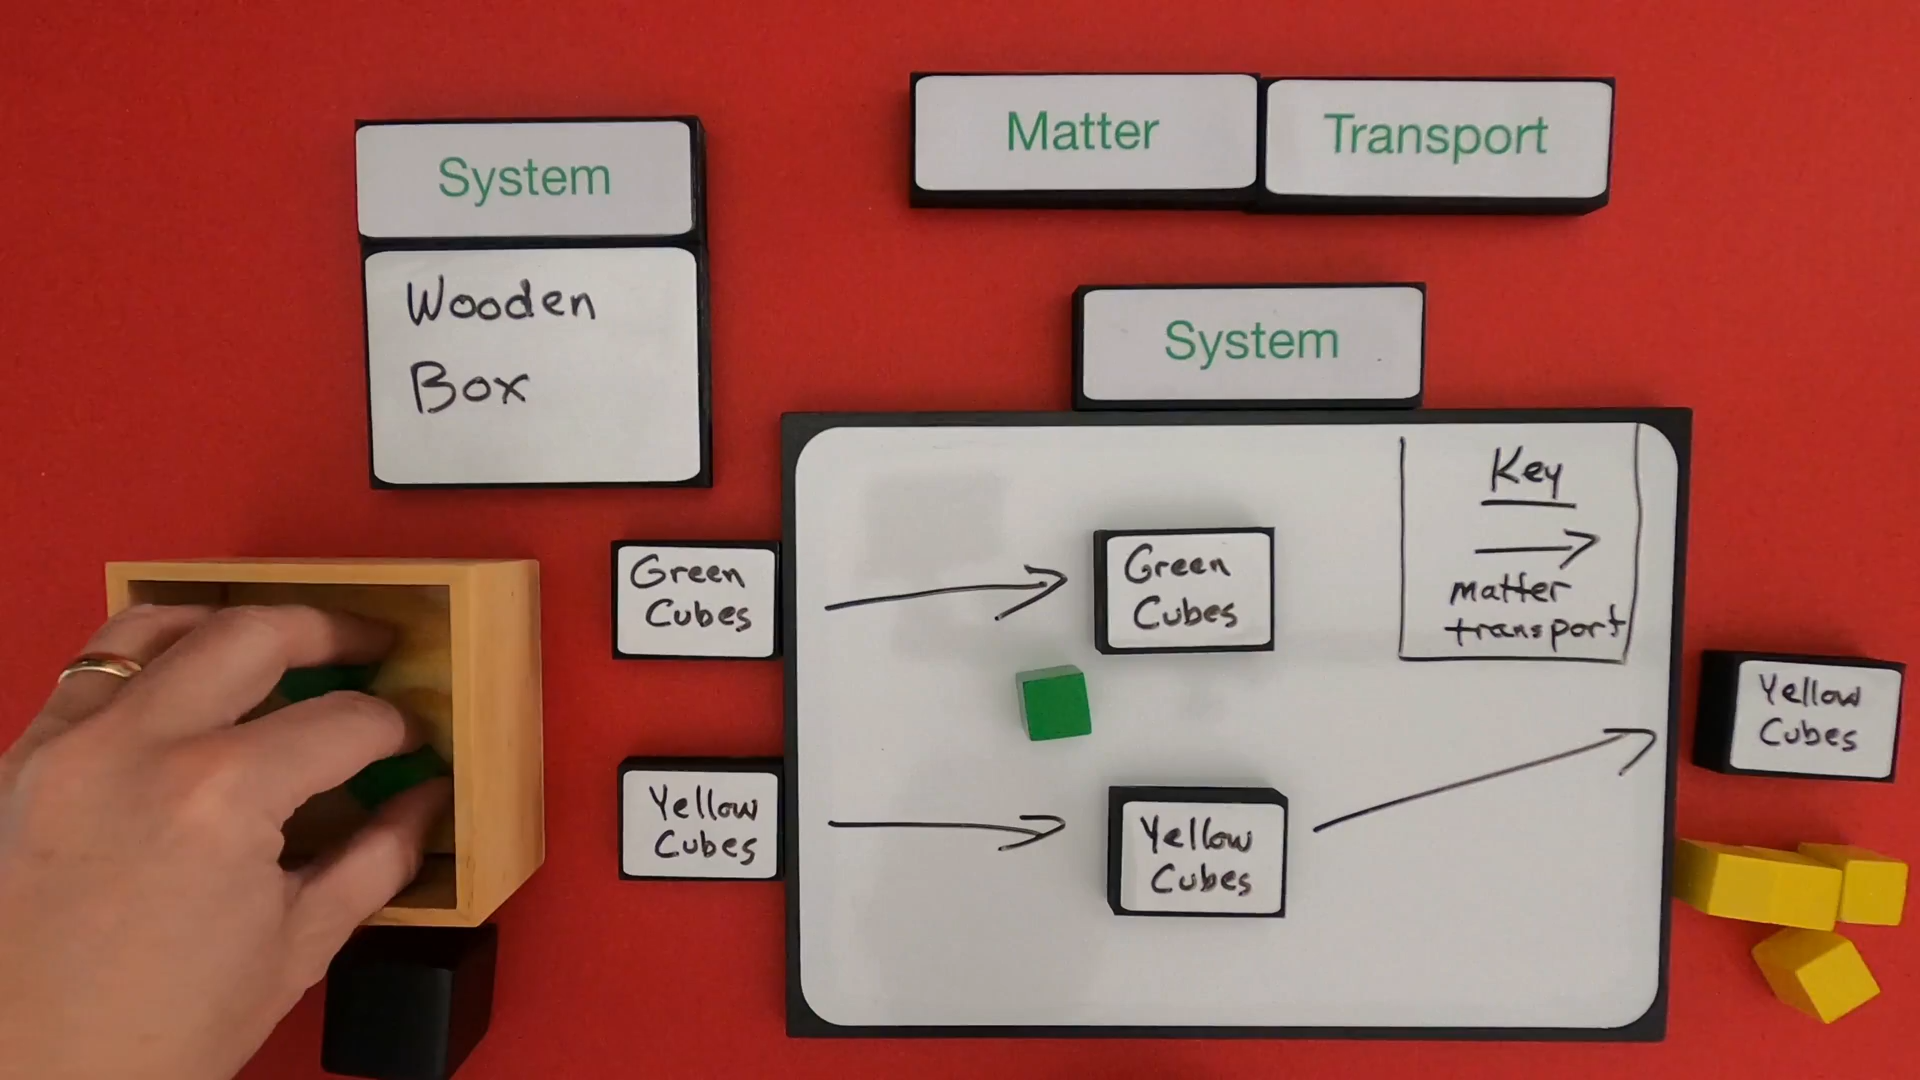 Matter
Transport
System
Wooden
Box
System
Key
matter
transport
Green
Cubes
Green
Cubes
Yellow
Cubes
Yellow
Cubes
Yellow
Cubes